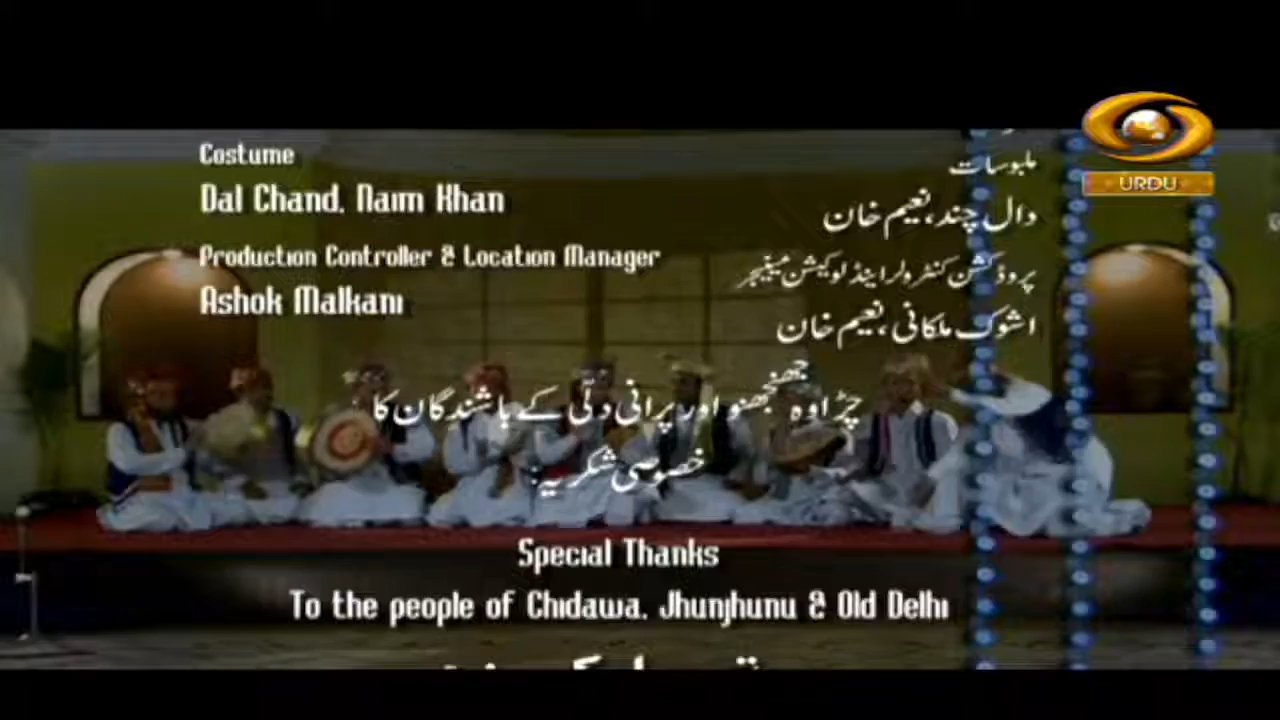 Costume
ملبوسات
Dal Chand, Naim Khan
دال چند، نعیم خان
Production Controller & Location Manager
پروڈکشن کنٹرولر اینڈ لوکیشن مینیجر
Ashok Malkani
اشوک ملکانی، نعیم خان
چڑاوہ جھنجھنو اور پرانی دلّی کے باشندگان کا
خصوصی شکریہ
Special Thanks
To the people of Chidawa, Jhunjhunu & Old Delhi
URDU